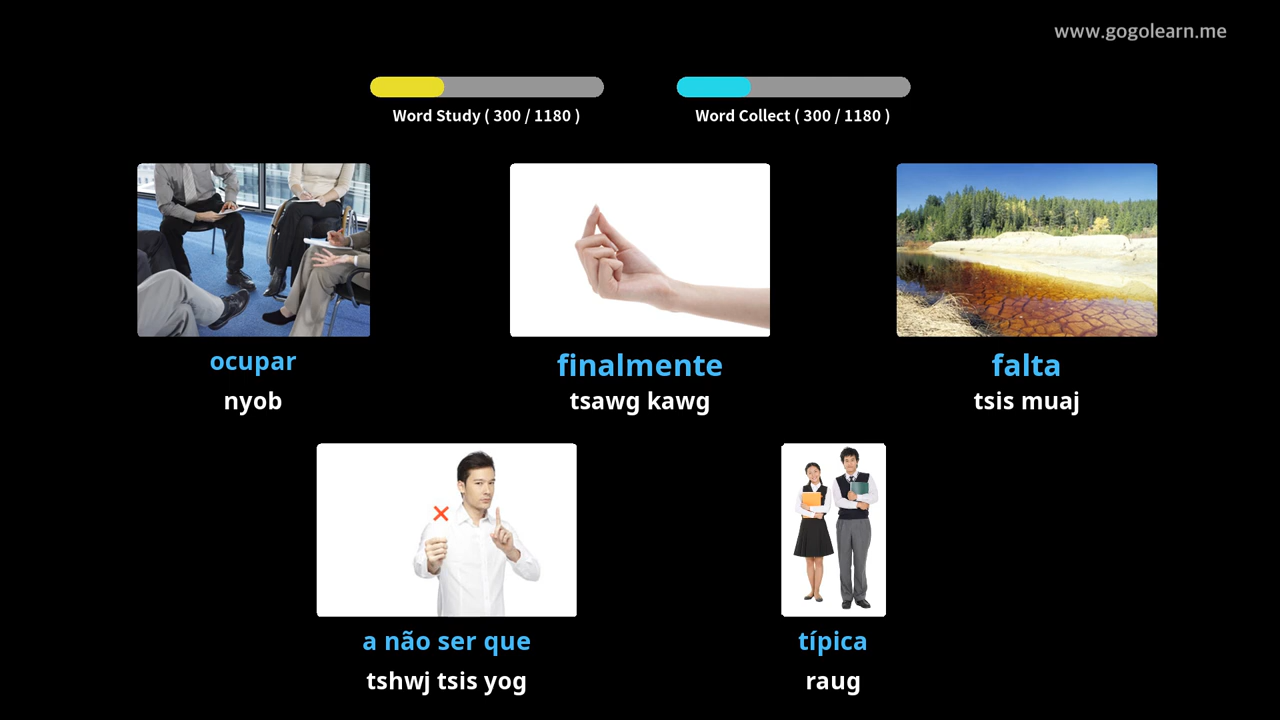 www.gogolearn.me
Word Study ( 300 / 1180 )
Word Collect ( 300 / 1180 )
ocupar
nyob
finalmente
tsawg kawg
falta
tsis muaj
a não ser que
tshwj tsis yog
típica
raug